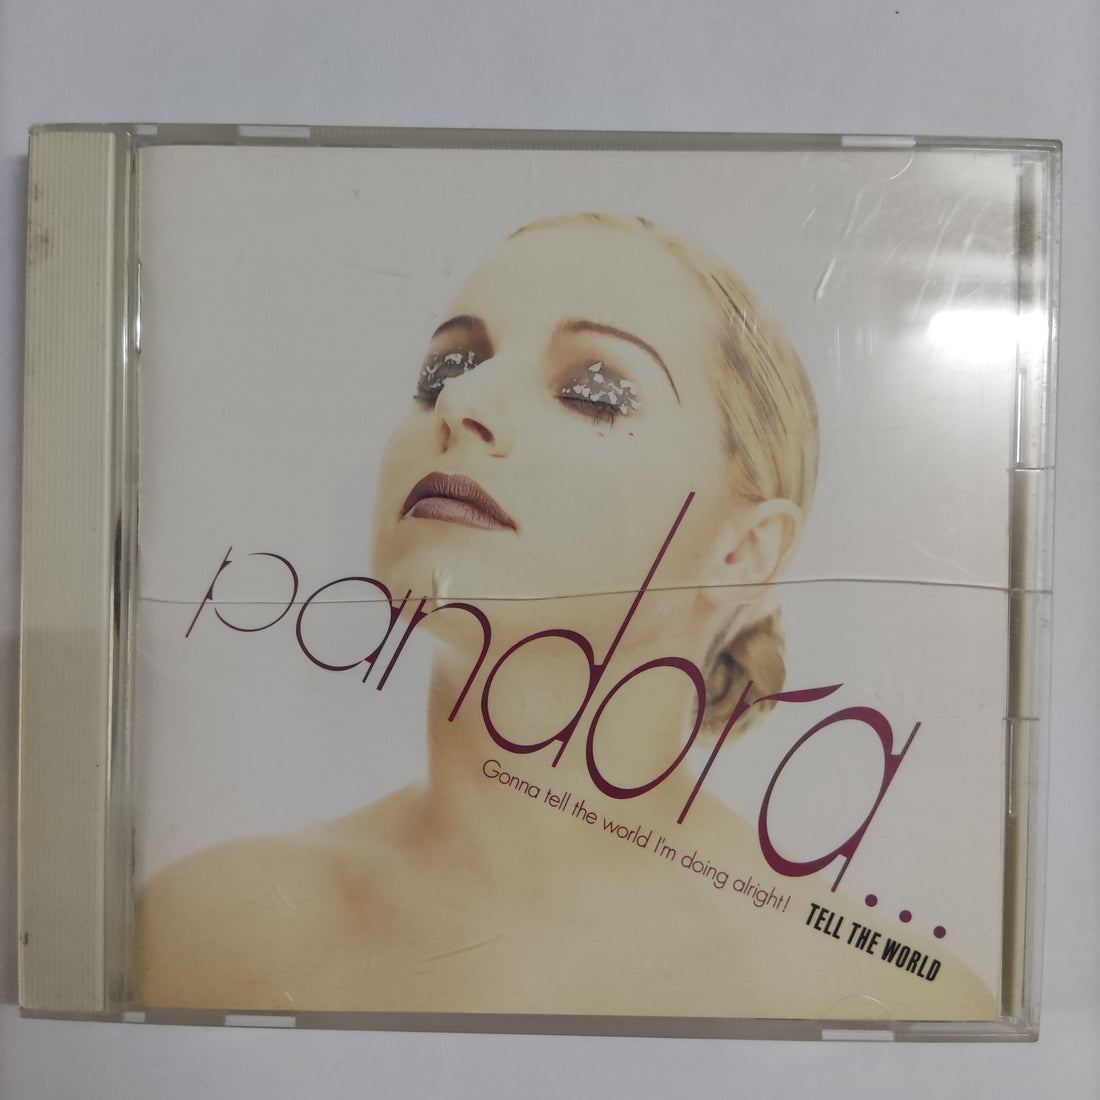 pandora...
Gonna tell the world I'm doing alright!
TELL THE WORLD